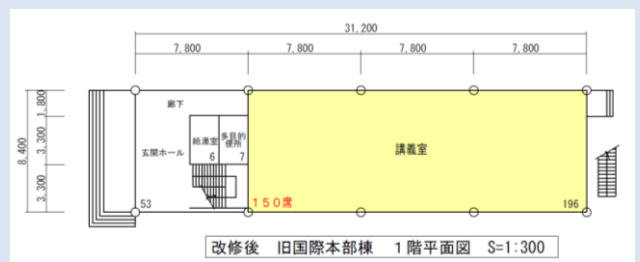 31,200
7,800
7,800
7,800
7,800
8,400
1,800
3,300
3,300
廊下
玄関ホール
給湯室
6
多目的
便所
7
講義室
53
150席
196
改修後 旧国際本部棟 1階平面図 S=1:300